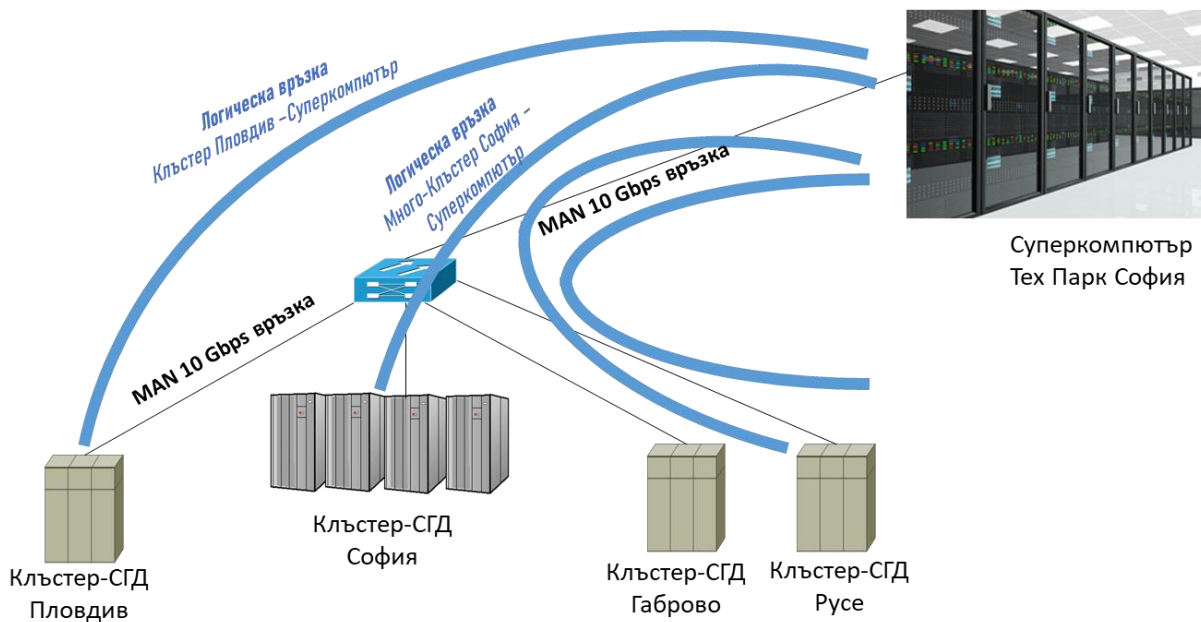 Логическа връзка
Клъстер Пловдив –Суперкомпютър
Логическа връзка
Много-Клъстер София –
Суперкомпютър
MAN 10 Gbps връзка
Суперкомпютър
Тех Парк София
MAN 10 Gbps връзка
Клъстер-СГД
София
Клъстер-СГД
Пловдив
Клъстер-СГД
Габрово
Клъстер-СГД
Русе